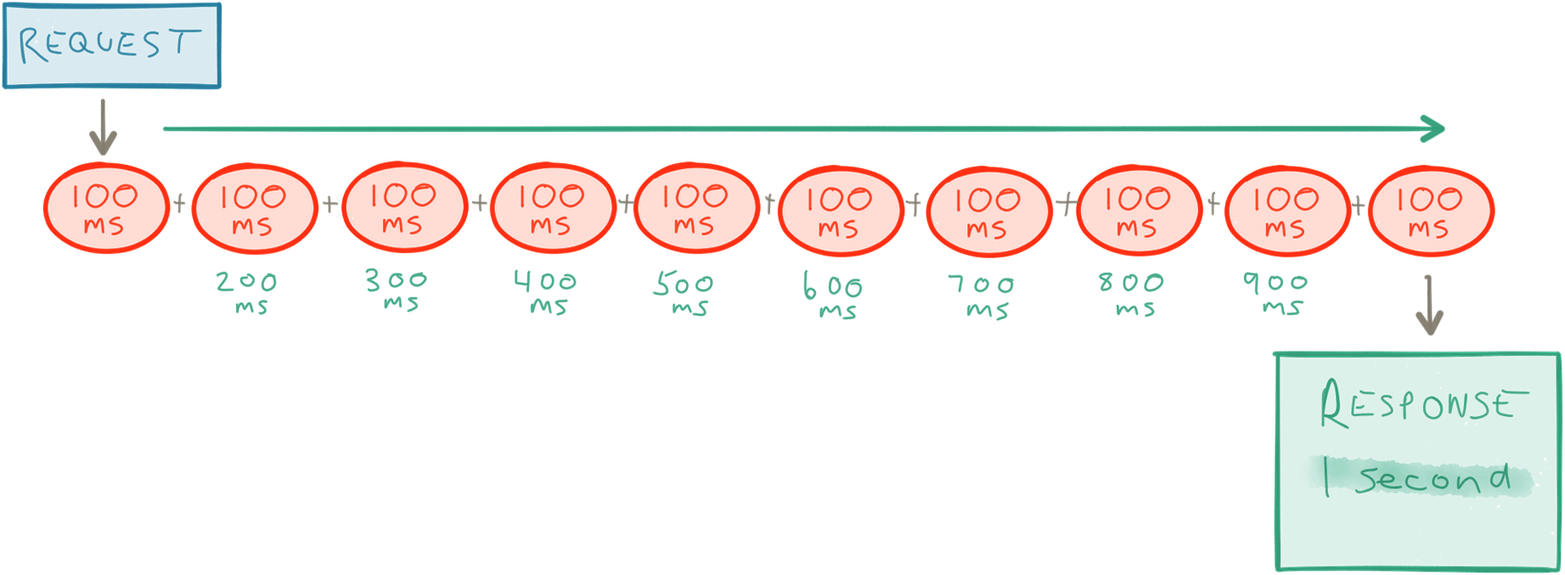 REQUEST
100 + 100 + 100 + 100 + 100 + 100 + 100 + 100 + 100 + 100
ms ms ms ms ms ms ms ms ms ms
200 300 400 500 600 700 800 900
ms ms ms ms ms ms ms ms
RESPONSE
1 second